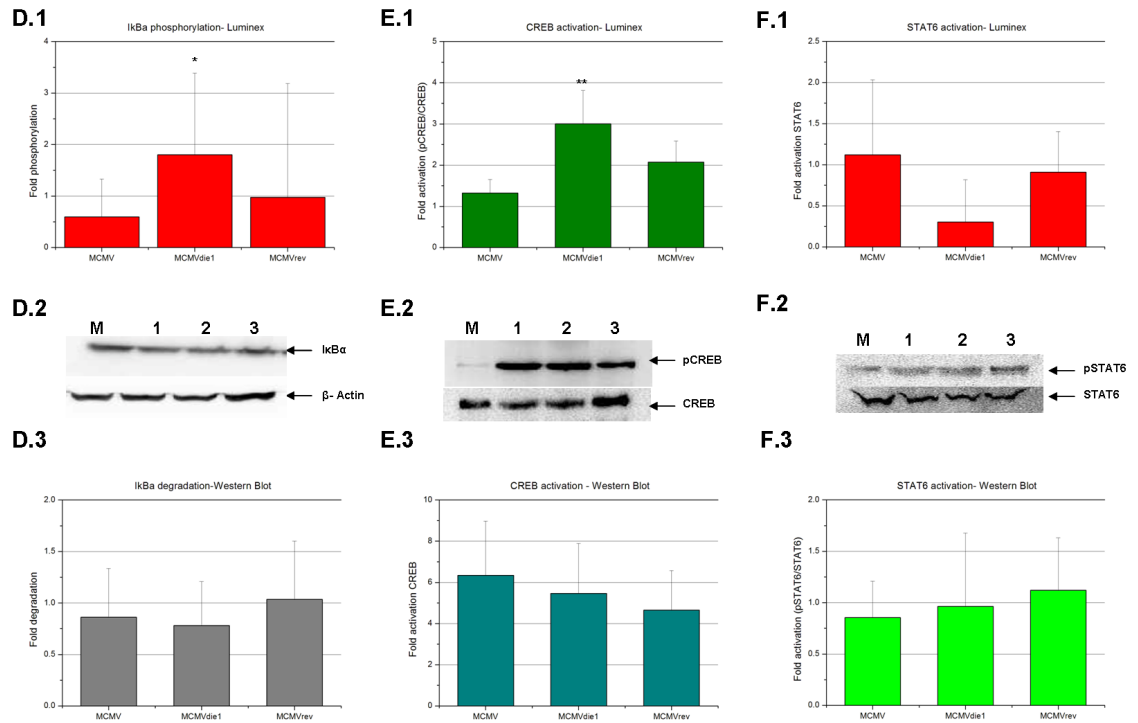 D.1
IκBa phosphorylation- Luminex
Fold phosphorylation
5
4
3
2
1
0
*
MCMV MCMVdie1 MCMVrev
E.1
CREB activation- Luminex
Fold activation (pCREB/CREB)
5
4
3
2
1
0
**
MCMV MCMVdie1 MCMVrev
F.1
STAT6 activation- Luminex
Fold activation STAT6
2.5
2.0
1.5
1.0
0.5
0.0
MCMV MCMVdie1 MCMVrev
D.2
M 1 2 3
IκBα
β- Actin
E.2
M 1 2 3
pCREB
CREB
F.2
M 1 2 3
pSTAT6
STAT6
D.3
IκBa degradation-Western Blot
Fold degradation
2.0
1.5
1.0
0.5
0.0
MCMV MCMVdie1 MCMVrev
E.3
CREB activation - Western Blot
Fold activation CREB
10
8
6
4
2
0
MCMV MCMVdie1 MCMVrev
F.3
STAT6 activation- Western Blot
Fold activation (pSTAT6/STAT6)
2.0
1.5
1.0
0.5
0.0
MCMV MCMVdie1 MCMVrev